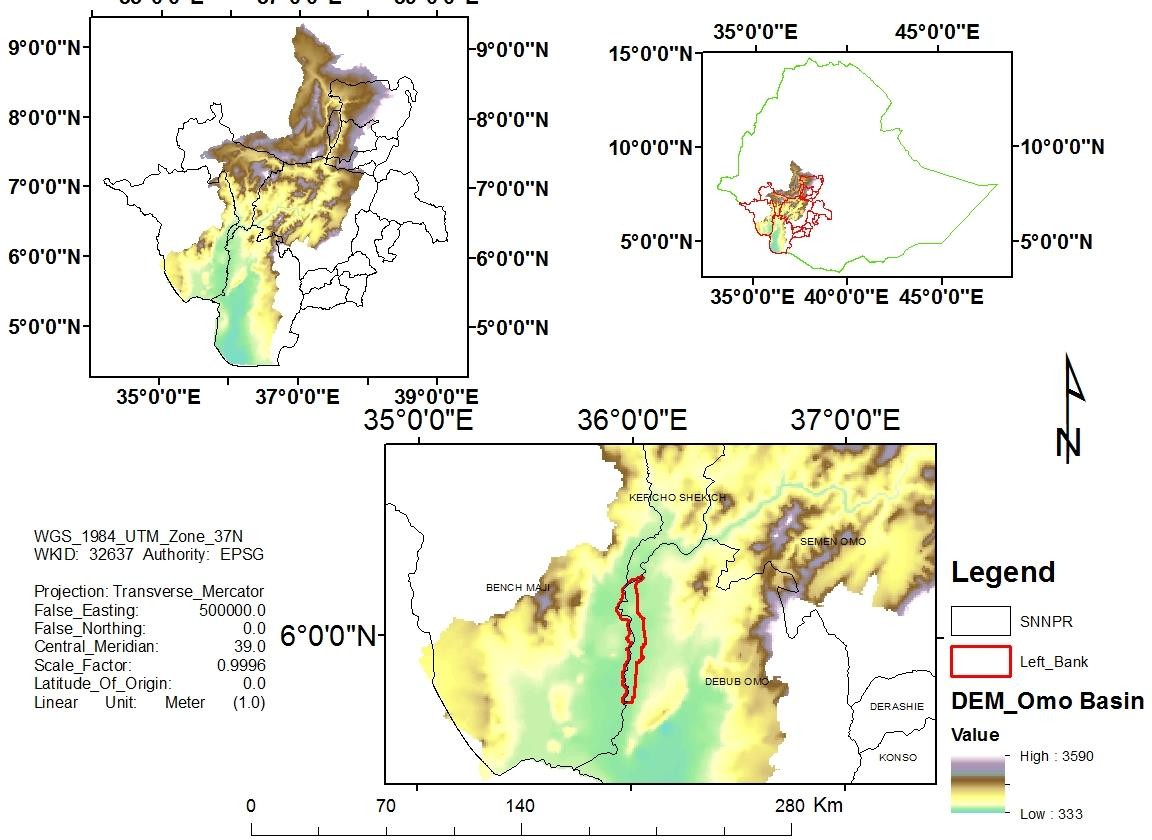 9°0'0"N
9°0'0"N
8°0'0"N
8°0'0"N
7°0'0"N
7°0'0"N
6°0'0"N
6°0'0"N
5°0'0"N
5°0'0"N
35°0'0"E 37°0'0"E 39°0'0"E
35°0'0"E 45°0'0"E
15°0'0"N
10°0'0"N
10°0'0"N
5°0'0"N
5°0'0"N
35°0'0"E 40°0'0"E 45°0'0"E
N
35°0'0"E 36°0'0"E 37°0'0"E
KEFICHO SHEKICH
SEMEN OMO
BENCH MAJI
6°0'0"N
DEBUB OMO
DERASHIE
KONSO
WGS_1984_UTM_Zone_37N
WKID: 32637 Authority: EPSG
Projection: Transverse_Mercator
False_Easting: 500000.0
False_Northing: 0.0
Central_Meridian: 39.0
Scale_Factor: 0.9996
Latitude_Of_Origin: 0.0
Linear Unit: Meter (1.0)
Legend
SNNPR
Left_Bank
DEM_Omo Basin
Value
High : 3590
Low : 333
0 70 140 280 Km